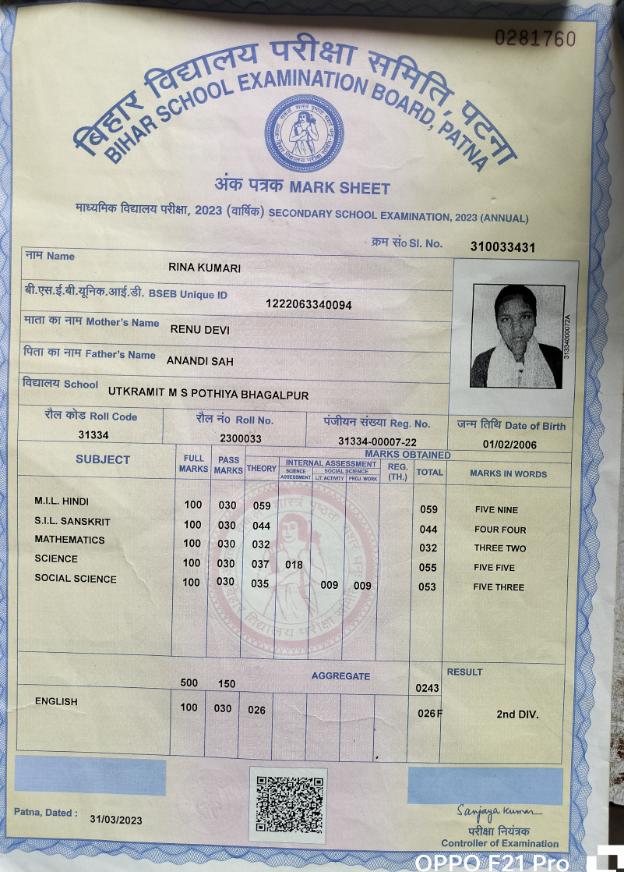 0281760
बिहार विद्यालय परीक्षा समिति, पटना
BIHAR SCHOOL EXAMINATION BOARD, PATNA
अंक पत्रक MARK SHEET
माध्यमिक विद्यालय परीक्षा, 2023 (वार्षिक) SECONDARY SCHOOL EXAMINATION, 2023 (ANNUAL)
क्रम सं० Sl. No. 310033431
नाम Name RINA KUMARI
बी.एस.ई.बी.यूनिक.आई.डी. BSEB Unique ID 1222063340094
माता का नाम Mother's Name RENU DEVI
पिता का नाम Father's Name ANANDI SAH
विद्यालय School UTKRAMIT M S POTHIYA BHAGALPUR
31334000072A
रौल कोड Roll Code रौल नं० Roll No. पंजीयन संख्या Reg. No. जन्म तिथि Date of Birth
31334 2300033 31334-00007-22 01/02/2006
SUBJECT FULL MARKS PASS MARKS MARKS OBTAINED MARKS IN WORDS
THEORY INTERNAL ASSESSMENT REG. (TH.) TOTAL
SCIENCE ASSESSMENT SOCIAL SCIENCE
LIT. ACTIVITY PROJ. WORK
M.I.L. HINDI 100 030 059 059 FIVE NINE
S.I.L. SANSKRIT 100 030 044 044 FOUR FOUR
MATHEMATICS 100 030 032 032 THREE TWO
SCIENCE 100 030 037 018 055 FIVE FIVE
SOCIAL SCIENCE 100 030 035 009 009 053 FIVE THREE
500 150 AGGREGATE 0243 RESULT
ENGLISH 100 030 026 026F 2nd DIV.
Patna, Dated : 31/03/2023
Sanjaya Kumar
परीक्षा नियंत्रक
Controller of Examination
OPPO F21 Pro